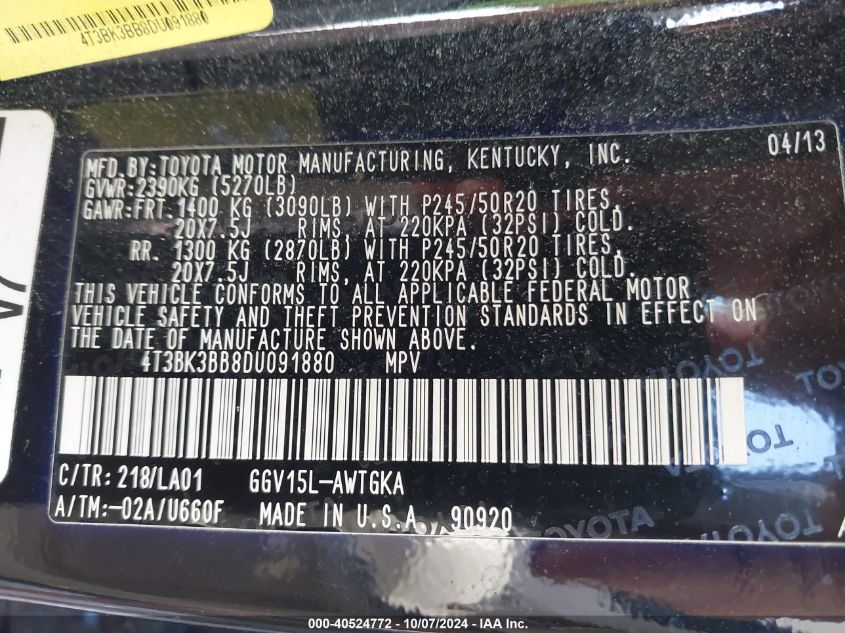 4T3BK3BB8DU091880
MFD.BY:TOYOTA MOTOR MANUFACTURING, KENTUCKY, INC. 04/13
GVWR:2390KG (5270LB)
GAWR:FRT. 1400 KG (3090LB) WITH P245/50R20 TIRES,
20X7.5J RIMS, AT 220KPA (32PSI) COLD.
RR. 1300 KG (2870LB) WITH P245/50R20 TIRES,
20X7.5J RIMS, AT 220KPA (32PSI) COLD.
THIS VEHICLE CONFORMS TO ALL APPLICABLE FEDERAL MOTOR
VEHICLE SAFETY AND THEFT PREVENTION STANDARDS IN EFFECT ON
THE DATE OF MANUFACTURE SHOWN ABOVE.
4T3BK3BB8DU091880 MPV
C/TR: 218/LA01 GGV15L-AWTGKA
A/TM:-02A/U660F MADE IN U.S.A. 90920
TOYOTA
TOYOTA
000-40524772 - 10/07/2024 - IAA Inc.